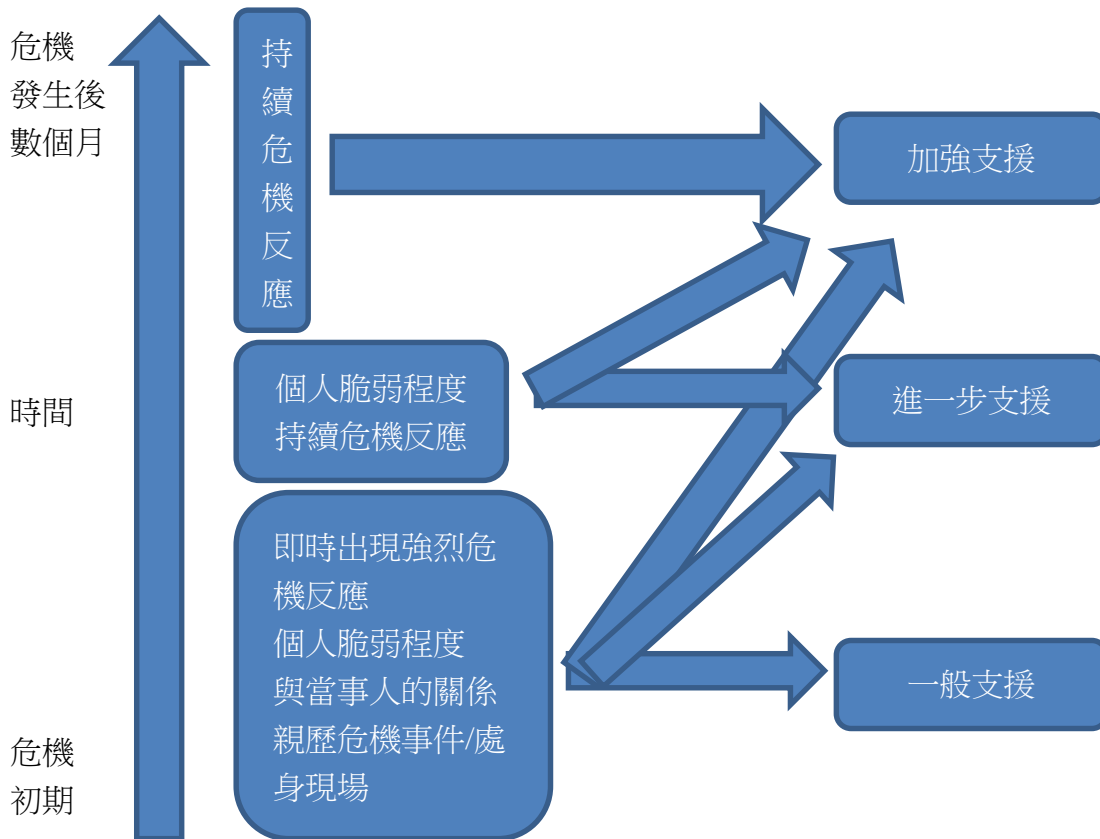 危機
發生後
數個月
持
續
危
機
反
應
加強支援
個人脆弱程度
持續危機反應
時間
進一步支援
即時出現強烈危
機反應
個人脆弱程度
與當事人的關係
親歷危機事件/處
身現場
一般支援
危機
初期